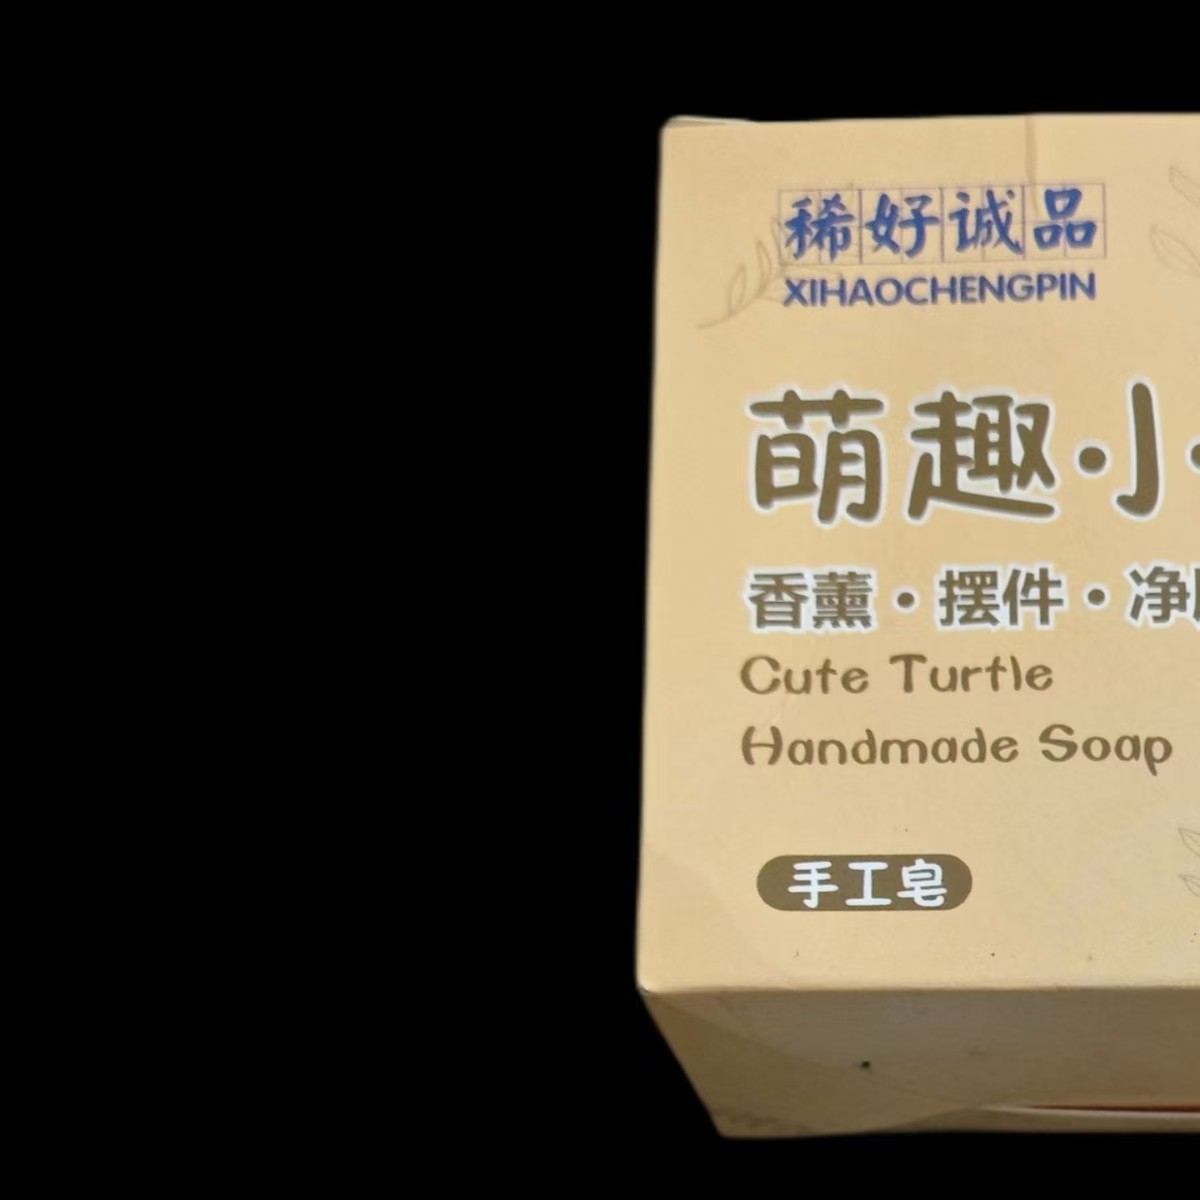 稀好诚品
XIHAOCHENGPIN
萌趣·小
香薰·摆件·净
Cute Turtle
Handmade Soap
手工皂